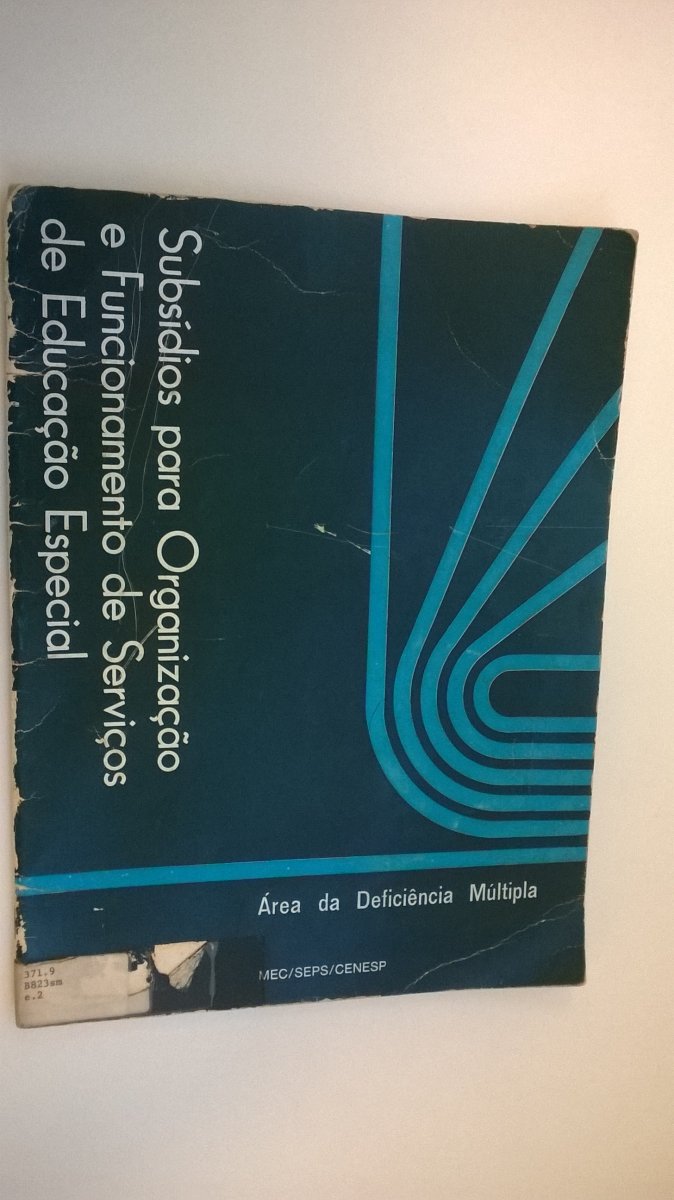 Subsídios para Organização
e Funcionamento de Serviços
de Educação Especial
Área da Deficiência Múltipla
MEC/SEPS/CENESP
371.9
B823sm
e.2